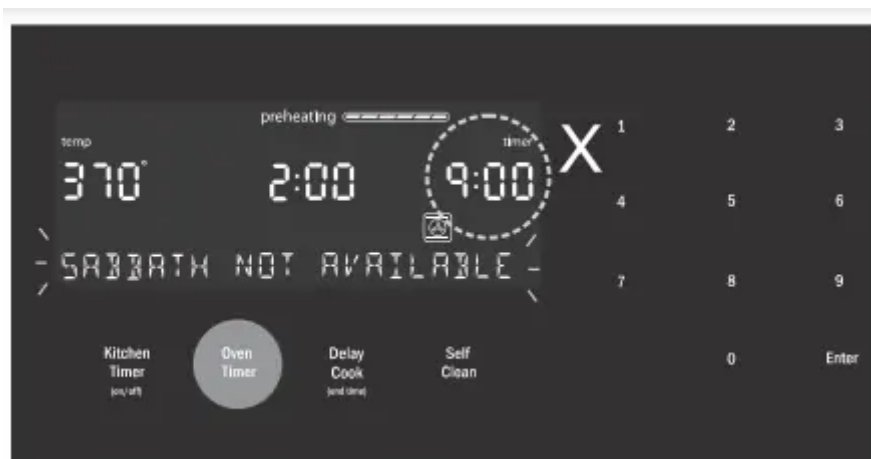 preheating
temp
timer
370°
2:00
9:00
X
SABBATH NOT AVAILABLE
Kitchen
Timer
(on/off)
Oven
Timer
Delay
Cook
(end time)
Self
Clean
1 2 3
4 5 6
7 8 9
0 Enter